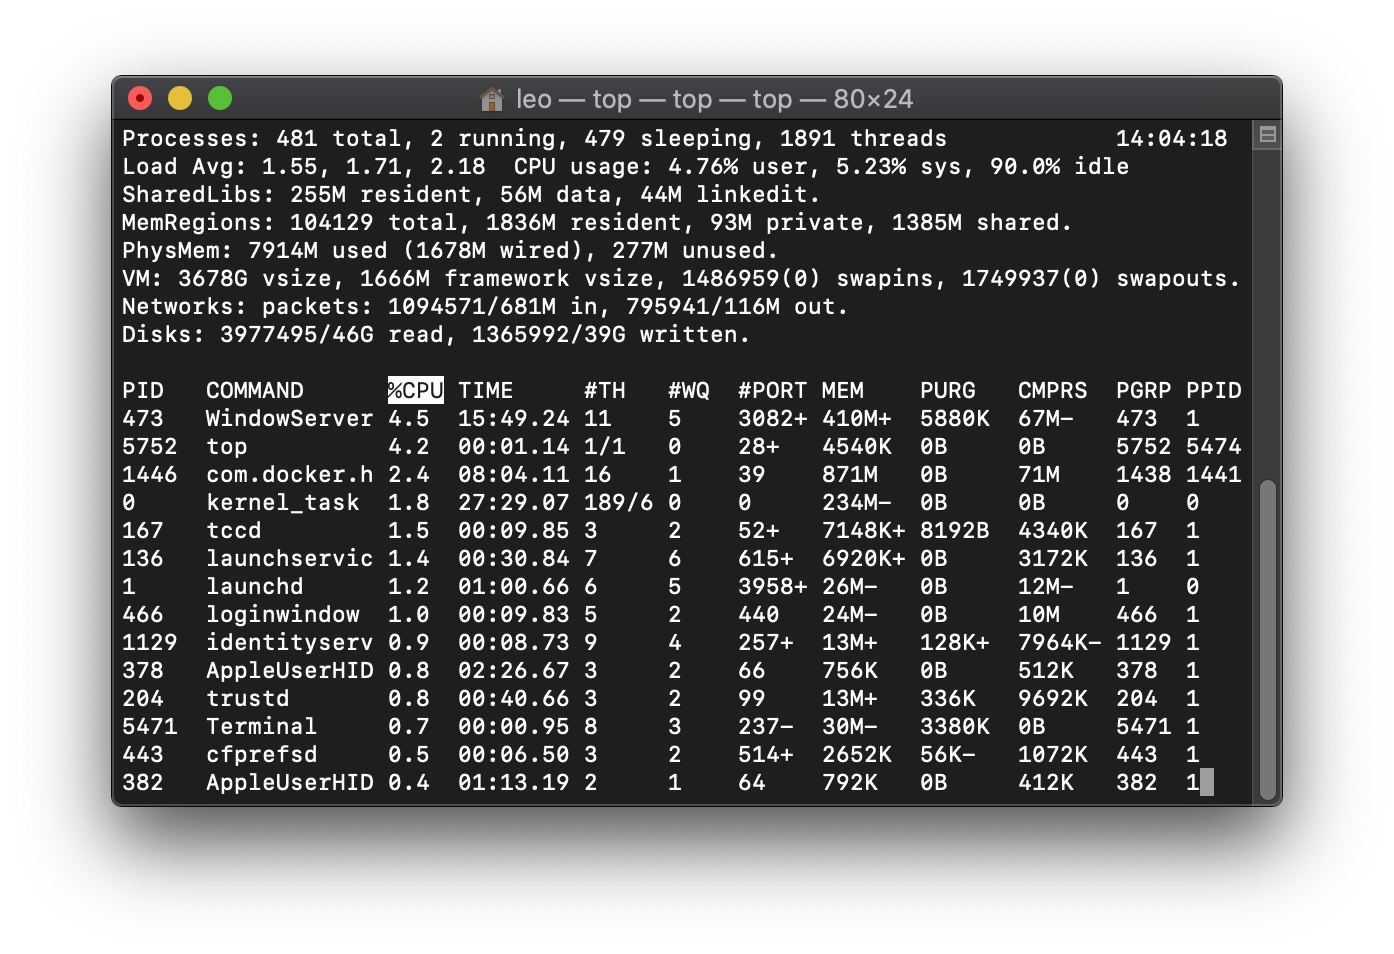 leo — top — top — top — 80×24
Processes: 481 total, 2 running, 479 sleeping, 1891 threads 14:04:18
Load Avg: 1.55, 1.71, 2.18  CPU usage: 4.76% user, 5.23% sys, 90.0% idle
SharedLibs: 255M resident, 56M data, 44M linkedit.
MemRegions: 104129 total, 1836M resident, 93M private, 1385M shared.
PhysMem: 7914M used (1678M wired), 277M unused.
VM: 3678G vsize, 1666M framework vsize, 1486959(0) swapins, 1749937(0) swapouts.
Networks: packets: 1094571/681M in, 795941/116M out.
Disks: 3977495/46G read, 1365992/39G written.
PID COMMAND %CPU TIME #TH #WQ #PORT MEM PURG CMPRS PGRP PPID
473 WindowServer 4.5 15:49.24 11 5 3082+ 410M+ 5880K 67M- 473 1
5752 top 4.2 00:01.14 1/1 0 28+ 4540K 0B 0B 5752 5474
1446 com.docker.h 2.4 08:04.11 16 1 39 871M 0B 71M 1438 1441
0 kernel_task 1.8 27:29.07 189/6 0 0 234M- 0B 0B 0 0
167 tccd 1.5 00:09.85 3 2 52+ 7148K+ 8192B 4340K 167 1
136 launchservic 1.4 00:30.84 7 6 615+ 6920K+ 0B 3172K 136 1
1 launchd 1.2 01:00.66 6 5 3958+ 26M- 0B 12M- 1 0
466 loginwindow 1.0 00:09.83 5 2 440 24M- 0B 10M 466 1
1129 identityserv 0.9 00:08.73 9 4 257+ 13M+ 128K+ 7964K- 1129 1
378 AppleUserHID 0.8 02:26.67 3 2 66 756K 0B 512K 378 1
204 trustd 0.8 00:40.66 3 2 99 13M+ 336K 9692K 204 1
5471 Terminal 0.7 00:00.95 8 3 237- 30M- 3380K 0B 5471 1
443 cfprefsd 0.5 00:06.50 3 2 514+ 2652K 56K- 1072K 443 1
382 AppleUserHID 0.4 01:13.19 2 1 64 792K 0B 412K 382 1